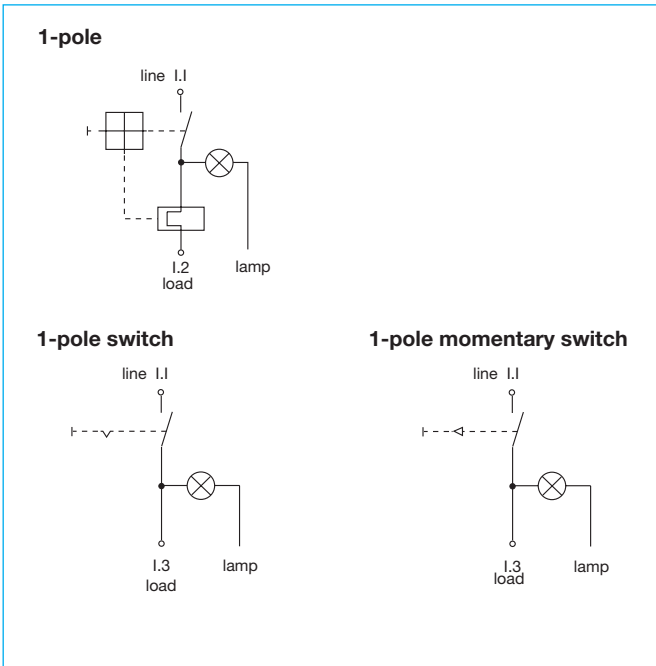 1-pole
line I.I
I.2
load
lamp
1-pole switch
line I.I
I.3
load
lamp
1-pole momentary switch
line I.I
I.3
load
lamp